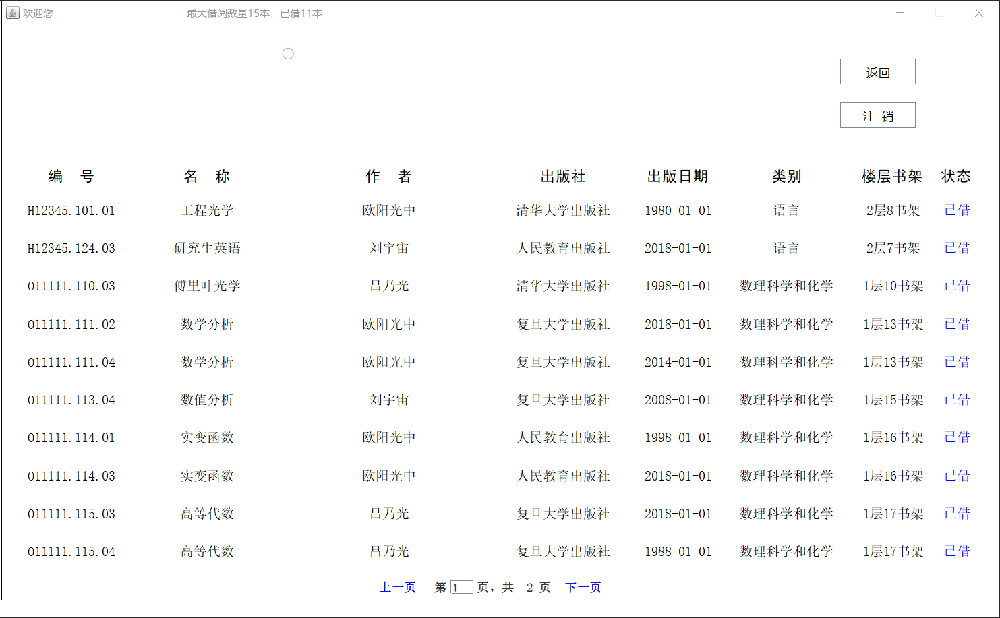 欢迎您 最大借阅数量15本，已借11本
返回
注 销
编 号 名 称 作 者 出版社 出版日期 类别 楼层书架 状态
H12345.101.01 工程光学 欧阳光中 清华大学出版社 1980-01-01 语言 2层8书架 已借
H12345.124.03 研究生英语 刘宇宙 人民教育出版社 2018-01-01 语言 2层7书架 已借
O11111.110.03 傅里叶光学 吕乃光 清华大学出版社 1998-01-01 数理科学和化学 1层10书架 已借
O11111.111.02 数学分析 欧阳光中 复旦大学出版社 2018-01-01 数理科学和化学 1层13书架 已借
O11111.111.04 数学分析 欧阳光中 复旦大学出版社 2014-01-01 数理科学和化学 1层13书架 已借
O11111.113.04 数值分析 刘宇宙 复旦大学出版社 2008-01-01 数理科学和化学 1层15书架 已借
O11111.114.01 实变函数 欧阳光中 人民教育出版社 1998-01-01 数理科学和化学 1层16书架 已借
O11111.114.03 实变函数 欧阳光中 人民教育出版社 2018-01-01 数理科学和化学 1层16书架 已借
O11111.115.03 高等代数 吕乃光 复旦大学出版社 2018-01-01 数理科学和化学 1层17书架 已借
O11111.115.04 高等代数 吕乃光 复旦大学出版社 1988-01-01 数理科学和化学 1层17书架 已借
上一页 第 1 页，共 2 页 下一页